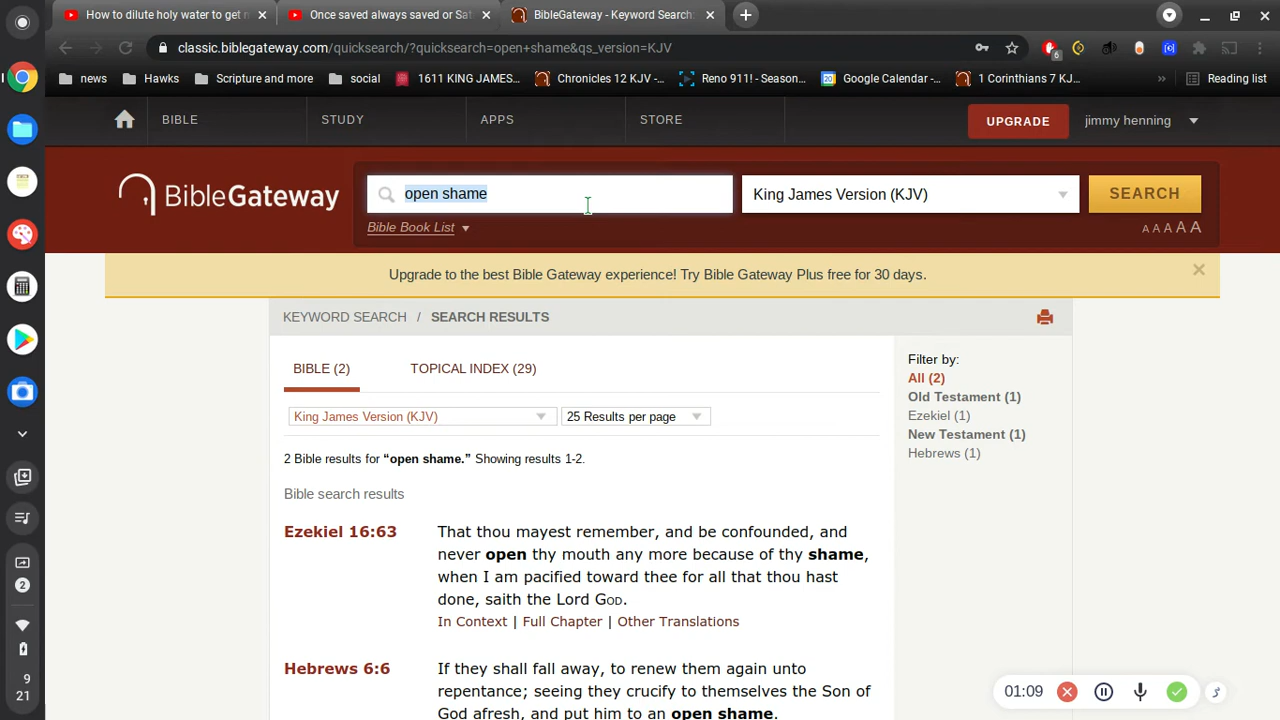 How to dilute holy water to get r
Once saved always saved or Sat
BibleGateway - Keyword Search:
classic.biblegateway.com/quicksearch/?quicksearch=open+shame&qs_version=KJV
6
news
Hawks
Scripture and more
social
1611 KING JAMES...
Chronicles 12 KJV -...
Reno 911! - Season...
Google Calendar -...
1 Corinthians 7 KJ...
»
Reading list
BIBLE
STUDY
APPS
STORE
UPGRADE
jimmy henning
BibleGateway
open shame
King James Version (KJV)
SEARCH
Bible Book List
A A A A A
Upgrade to the best Bible Gateway experience! Try Bible Gateway Plus free for 30 days.
KEYWORD SEARCH / SEARCH RESULTS
BIBLE (2)
TOPICAL INDEX (29)
King James Version (KJV)
25 Results per page
2 Bible results for “open shame.” Showing results 1-2.
Bible search results
Ezekiel 16:63
That thou mayest remember, and be confounded, and
never open thy mouth any more because of thy shame,
when I am pacified toward thee for all that thou hast
done, saith the Lord GOD.
In Context | Full Chapter | Other Translations
Hebrews 6:6
If they shall fall away, to renew them again unto
repentance; seeing they crucify to themselves the Son of
God afresh, and put him to an open shame.
Filter by:
All (2)
Old Testament (1)
Ezekiel (1)
New Testament (1)
Hebrews (1)
2
9
21
01:09